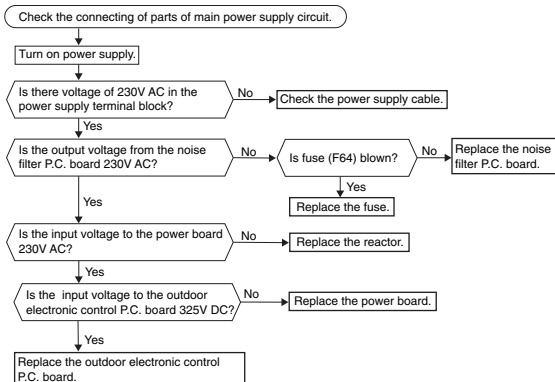 Check the connecting of parts of main power supply circuit.
Turn on power supply.
Is there voltage of 230V AC in the
power supply terminal block?
No
Check the power supply cable.
Yes
Is the output voltage from the noise
filter P.C. board 230V AC?
No
Is fuse (F64) blown?
No
Replace the noise
filter P.C. board.
Yes
Replace the fuse.
Yes
Is the input voltage to the power board
230V AC?
No
Replace the reactor.
Yes
Is the input voltage to the outdoor
electronic control P.C. board 325V DC?
No
Replace the power board.
Yes
Replace the outdoor electronic control
P.C. board.